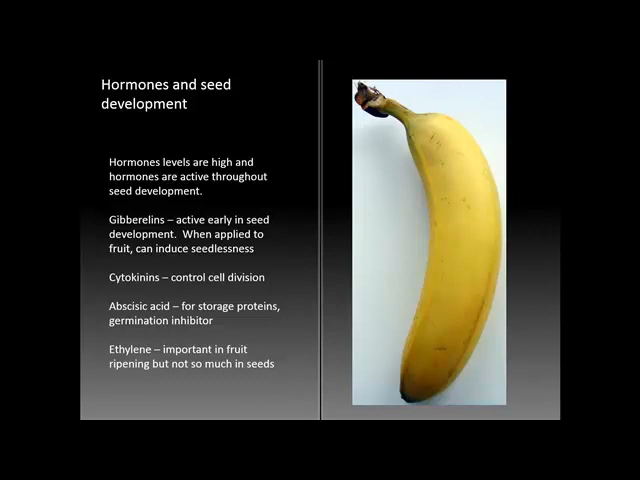 Hormones and seed
development
Hormones levels are high and
hormones are active throughout
seed development.
Gibberelins – active early in seed
development.  When applied to
fruit, can induce seedlessness
Cytokinins – control cell division
Abscisic acid – for storage proteins,
germination inhibitor
Ethylene – important in fruit
ripening but not so much in seeds